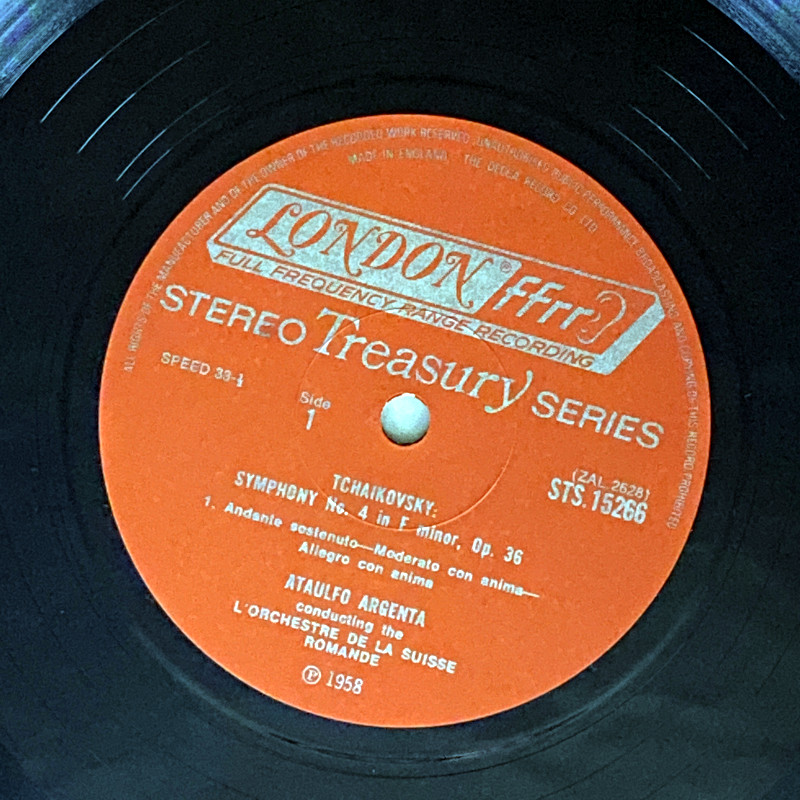 ALL RIGHTS OF THE MANUFACTURER AND OF THE OWNER OF THE RECORDED WORK RESERVED. UNAUTHORISED PUBLIC PERFORMANCE BROADCASTING AND COPYING OF THIS RECORD PROHIBITED
MADE IN ENGLAND, THE DECCA RECORD CO. LTD.
LONDON® ffrr
FULL FREQUENCY RANGE RECORDING
STEREO Treasury SERIES
SPEED 33-⅓
Side
1
(ZAL.2628)
STS.15266
TCHAIKOVSKY:
SYMPHONY No. 4 in F minor, Op. 36
1. Andante sostenuto—Moderato con anima—
Allegro con anima
ATAULFO ARGENTA
conducting the
L'ORCHESTRE DE LA SUISSE
ROMANDE
℗ 1958